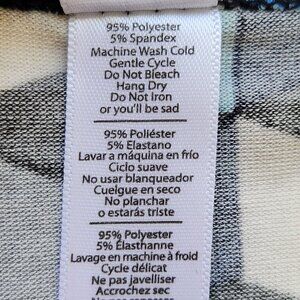 95% Polyester
5% Spandex
Machine Wash Cold
Gentle Cycle
Do Not Bleach
Hang Dry
Do Not Iron
or you'll be sad
95% Poliéster
5% Elastano
Lavar a máquina en frío
Ciclo suave
No usar blanqueador
Cuelgue en seco
No planchar
o estarás triste
95% Polyester
5% Élasthanne
Lavage en machine à froid
Cycle délicat
Ne pas javelliser
Accrochez sec